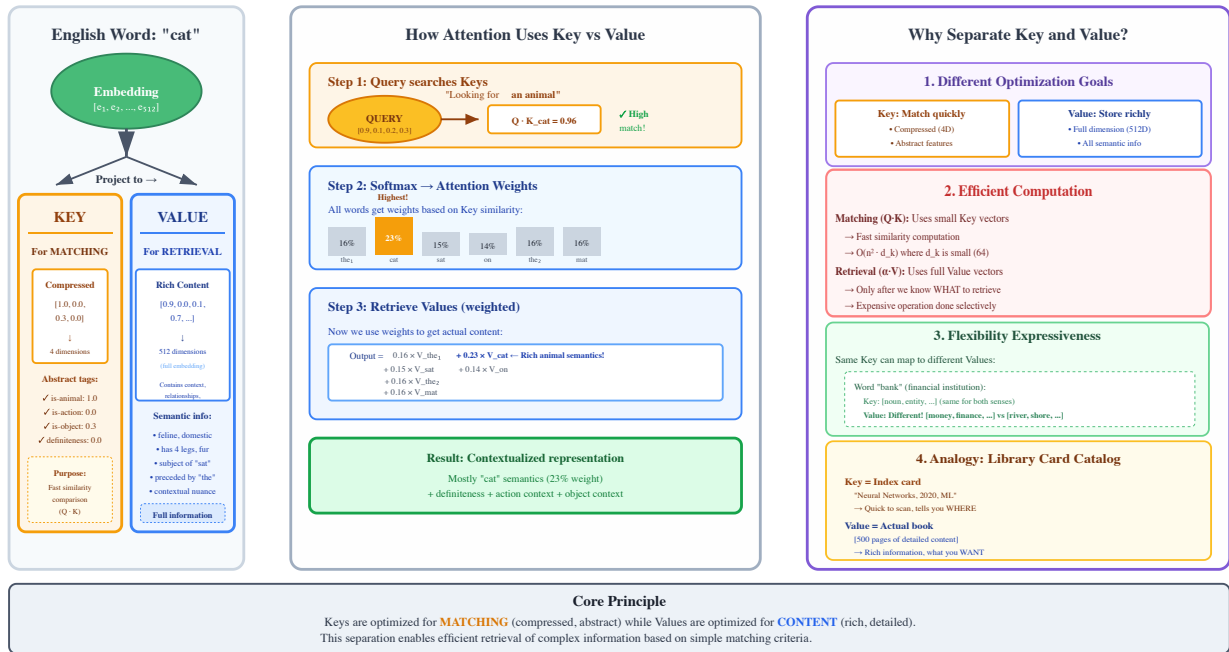 English Word: "cat"
Embedding
[e₁, e₂, ..., e₅₁₂]
Project to →
KEY
For MATCHING
Compressed
[1.0, 0.0,
0.3, 0.0]
↓
4 dimensions
Abstract tags:
✓ is-animal: 1.0
✓ is-action: 0.0
✓ is-object: 0.3
✓ definiteness: 0.0
Purpose:
Fast similarity
comparison
(Q · K)
VALUE
For RETRIEVAL
Rich Content
[0.9, 0.0, 0.1,
0.7, ...]
↓
512 dimensions
(full embedding)
Contains context,
relationships,
Semantic info:
• feline, domestic
• has 4 legs, fur
• subject of "sat"
• preceded by "the"
• contextual nuance
Full information
How Attention Uses Key vs Value
Step 1: Query searches Keys
"Looking for an animal"
QUERY
[0.9, 0.1, 0.2, 0.3]
Q · K_cat = 0.96
✓ High
match!
Step 2: Softmax → Attention Weights
Highest!
All words get weights based on Key similarity:
16% 23% 15% 14% 16% 16%
the₁ cat sat on the₂ mat
Step 3: Retrieve Values (weighted)
Now we use weights to get actual content:
Output = 0.16 × V_the₁ + 0.23 × V_cat ← Rich animal semantics!
+ 0.15 × V_sat + 0.14 × V_on
+ 0.16 × V_the₂
+ 0.16 × V_mat
Result: Contextualized representation
Mostly "cat" semantics (23% weight)
+ definiteness + action context + object context
Why Separate Key and Value?
1. Different Optimization Goals
Key: Match quickly
• Compressed (4D)
• Abstract features
Value: Store richly
• Full dimension (512D)
• All semantic info
2. Efficient Computation
Matching (Q·K): Uses small Key vectors
→ Fast similarity computation
→ O(n² · d_k) where d_k is small (64)
Retrieval (α·V): Uses full Value vectors
→ Only after we know WHAT to retrieve
→ Expensive operation done selectively
3. Flexibility Expressiveness
Same Key can map to different Values:
Word "bank" (financial institution):
Key: [noun, entity, ...] (same for both senses)
Value: Different! [money, finance, ...] vs [river, shore, ...]
4. Analogy: Library Card Catalog
Key = Index card
"Neural Networks, 2020, ML"
→ Quick to scan, tells you WHERE
Value = Actual book
[500 pages of detailed content]
→ Rich information, what you WANT
Core Principle
Keys are optimized for MATCHING (compressed, abstract) while Values are optimized for CONTENT (rich, detailed).
This separation enables efficient retrieval of complex information based on simple matching criteria.